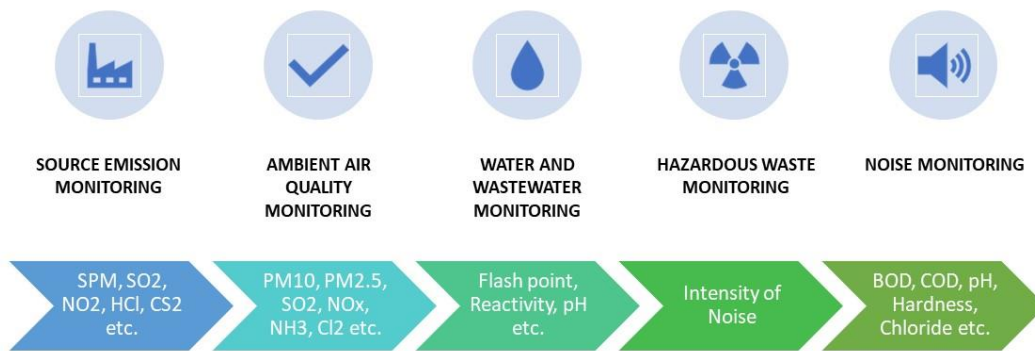 SOURCE EMISSION
MONITORING
AMBIENT AIR
QUALITY
MONITORING
WATER AND
WASTEWATER
MONITORING
HAZARDOUS WASTE
MONITORING
NOISE MONITORING
SPM, SO2,
NO2, HCl, CS2
etc.
PM10, PM2.5,
SO2, NOx,
NH3, Cl2 etc.
Flash point,
Reactivity, pH
etc.
Intensity of
Noise
BOD, COD, pH,
Hardness,
Chloride etc.